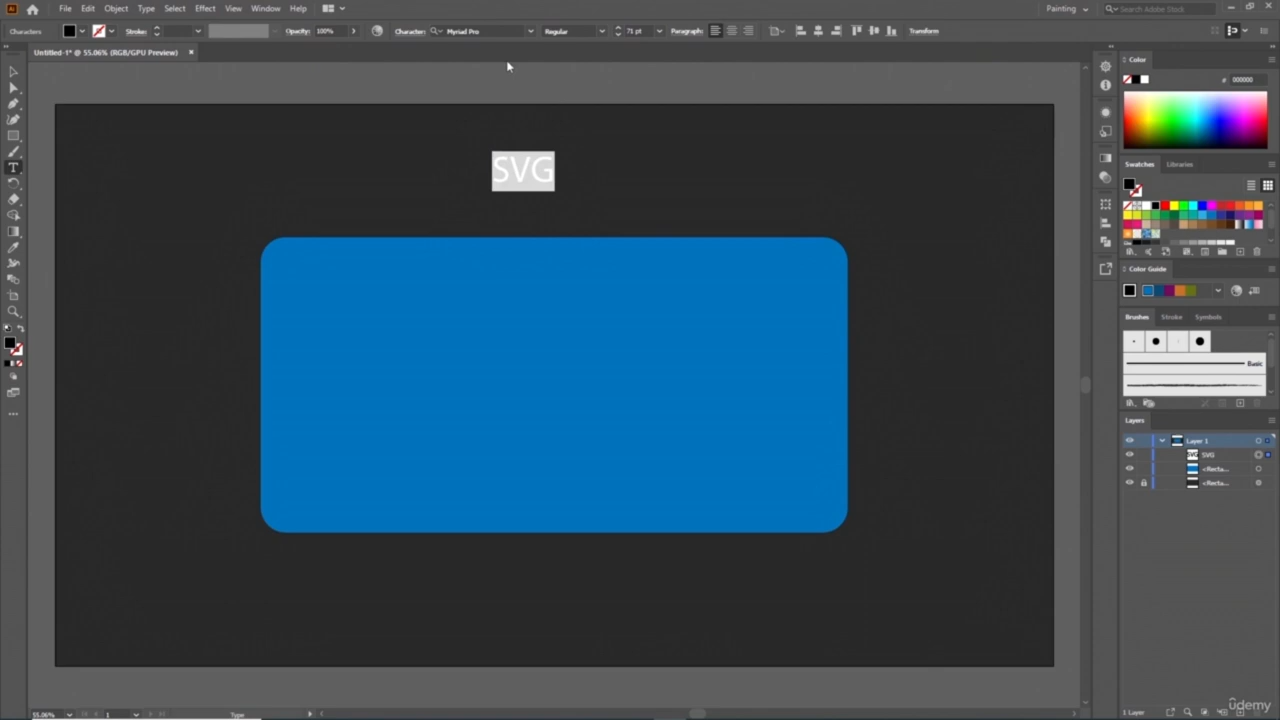 Ai File Edit Object Type Select Effect View Window Help Painting Search Adobe Stock
Characters Stroke: Opacity: 100% Character: Myriad Pro Regular 71 pt Paragraph: Transform
Untitled-1* @ 55.06% (RGB/GPU Preview)
Color
# 000000
SVG
Swatches Libraries
Color Guide
Brushes Stroke Symbols
Basic
Layers
Layer 1
SVG
<Recta...
<Recta...
55.06% 1 Type 1 Layer
udemy